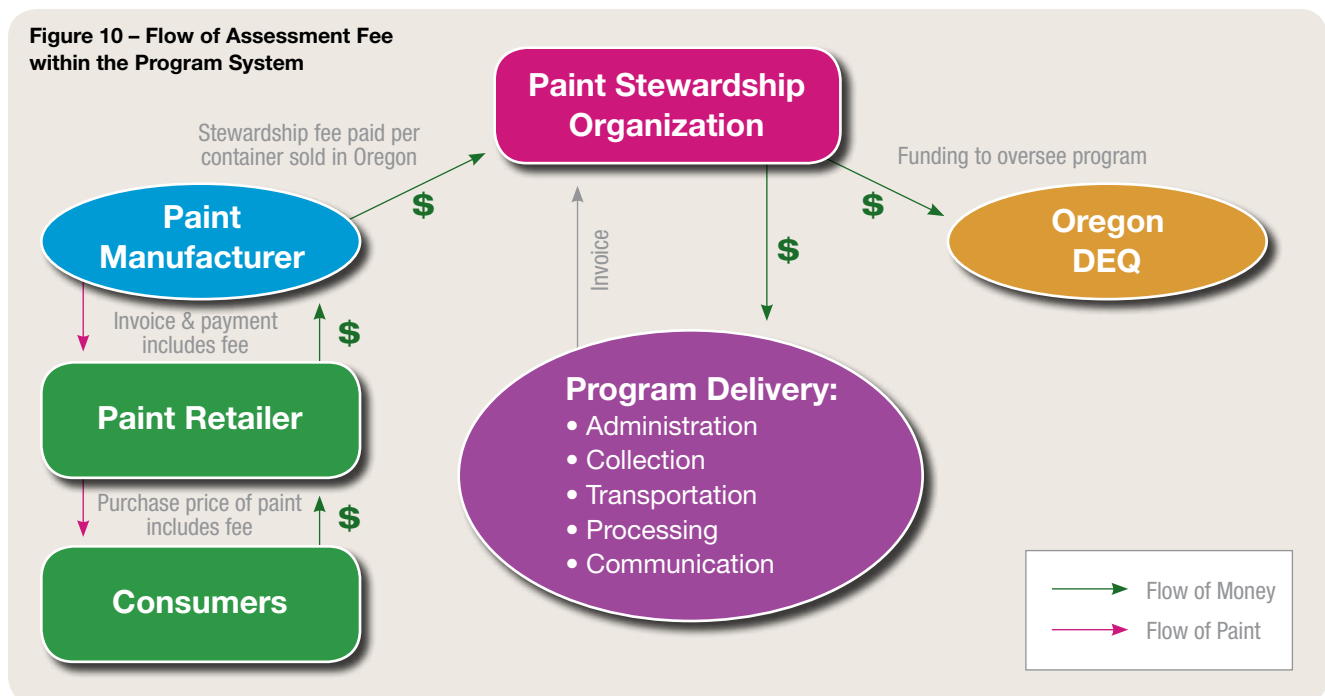 Figure 10 – Flow of Assessment Fee
within the Program System
Paint Stewardship
Organization
Stewardship fee paid per
container sold in Oregon
$
Funding to oversee program
$
Paint
Manufacturer
Oregon
DEQ
Invoice
$
Invoice & payment
includes fee
$
Paint Retailer
Program Delivery:
• Administration
• Collection
• Transportation
• Processing
• Communication
Purchase price of paint
includes fee
$
Consumers
Flow of Money
Flow of Paint